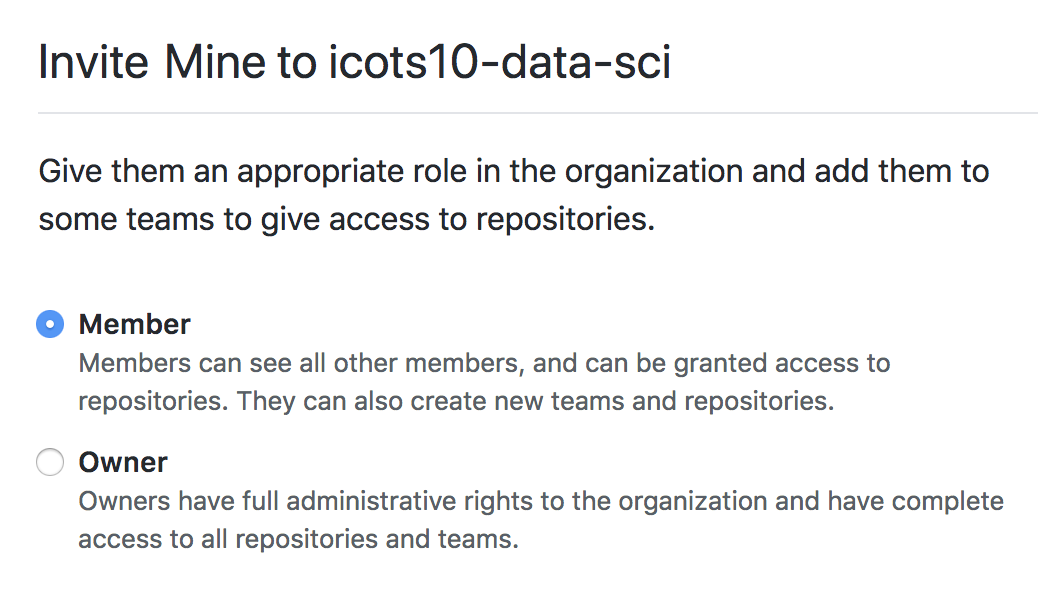 Invite Mine to icots10-data-sci
Give them an appropriate role in the organization and add them to
some teams to give access to repositories.
Member
Members can see all other members, and can be granted access to
repositories. They can also create new teams and repositories.
Owner
Owners have full administrative rights to the organization and have complete
access to all repositories and teams.